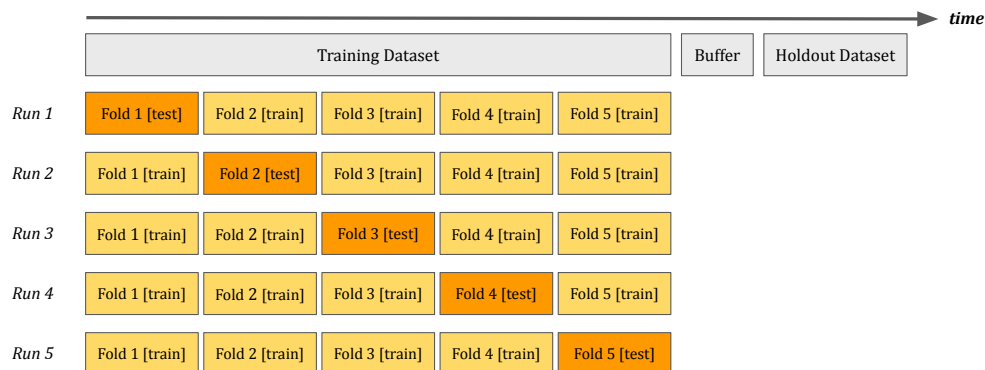 time
Training Dataset Buffer Holdout Dataset
Run 1 Fold 1 [test] Fold 2 [train] Fold 3 [train] Fold 4 [train] Fold 5 [train]
Run 2 Fold 1 [train] Fold 2 [test] Fold 3 [train] Fold 4 [train] Fold 5 [train]
Run 3 Fold 1 [train] Fold 2 [train] Fold 3 [test] Fold 4 [train] Fold 5 [train]
Run 4 Fold 1 [train] Fold 2 [train] Fold 3 [train] Fold 4 [test] Fold 5 [train]
Run 5 Fold 1 [train] Fold 2 [train] Fold 3 [train] Fold 4 [train] Fold 5 [test]